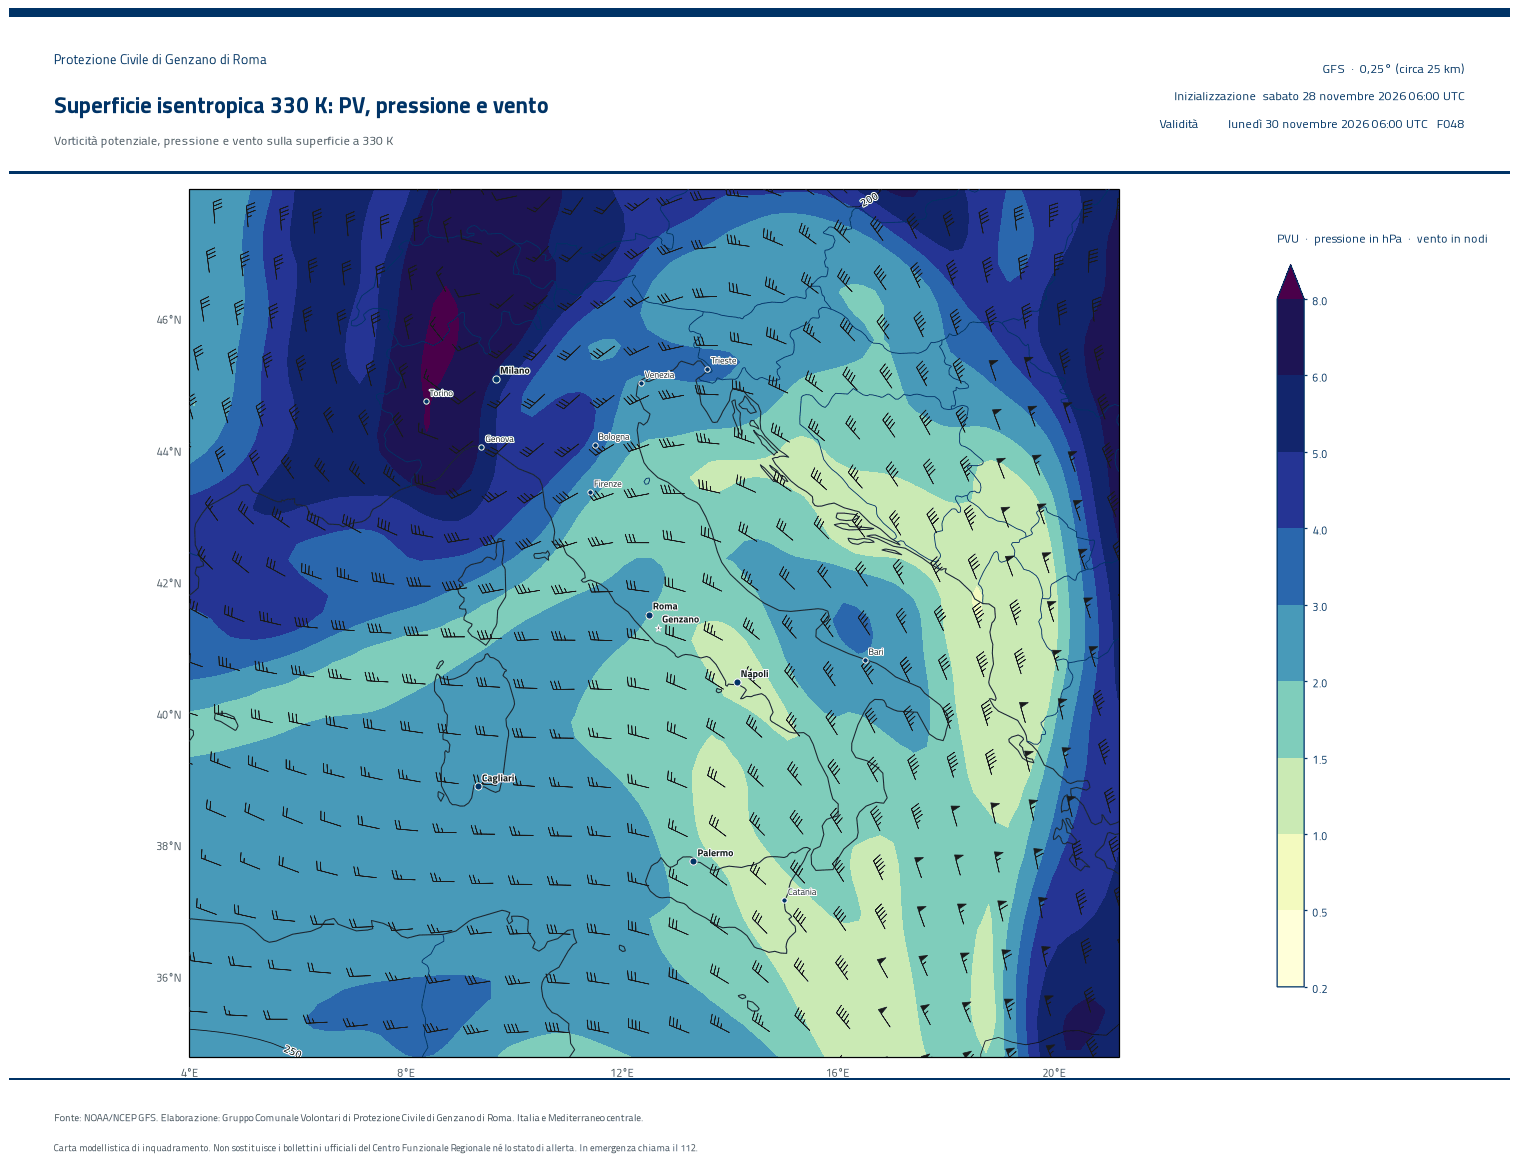 Protezione Civile di Genzano di Roma
Superficie isentropica 330 K: PV, pressione e vento
Vorticità potenziale, pressione e vento sulla superficie a 330 K
GFS · 0,25° (circa 25 km)
Inizializzazione sabato 28 novembre 2026 06:00 UTC
Validità lunedì 30 novembre 2026 06:00 UTC F048
PVU · pressione in hPa · vento in nodi
8.0
6.0
5.0
4.0
3.0
2.0
1.5
1.0
0.5
0.2
200
46°N
44°N
42°N
40°N
38°N
36°N
Trieste
Milano
Venezia
Torino
Bologna
Genova
Firenze
Roma
Genzano
Bari
Napoli
Cagliari
Palermo
Catania
250
4°E
8°E
12°E
16°E
20°E
Fonte: NOAA/NCEP GFS. Elaborazione: Gruppo Comunale Volontari di Protezione Civile di Genzano di Roma. Italia e Mediterraneo centrale.
Carta modellistica di inquadramento. Non sostituisce i bollettini ufficiali del Centro Funzionale Regionale né lo stato di allerta. In emergenza chiama il 112.